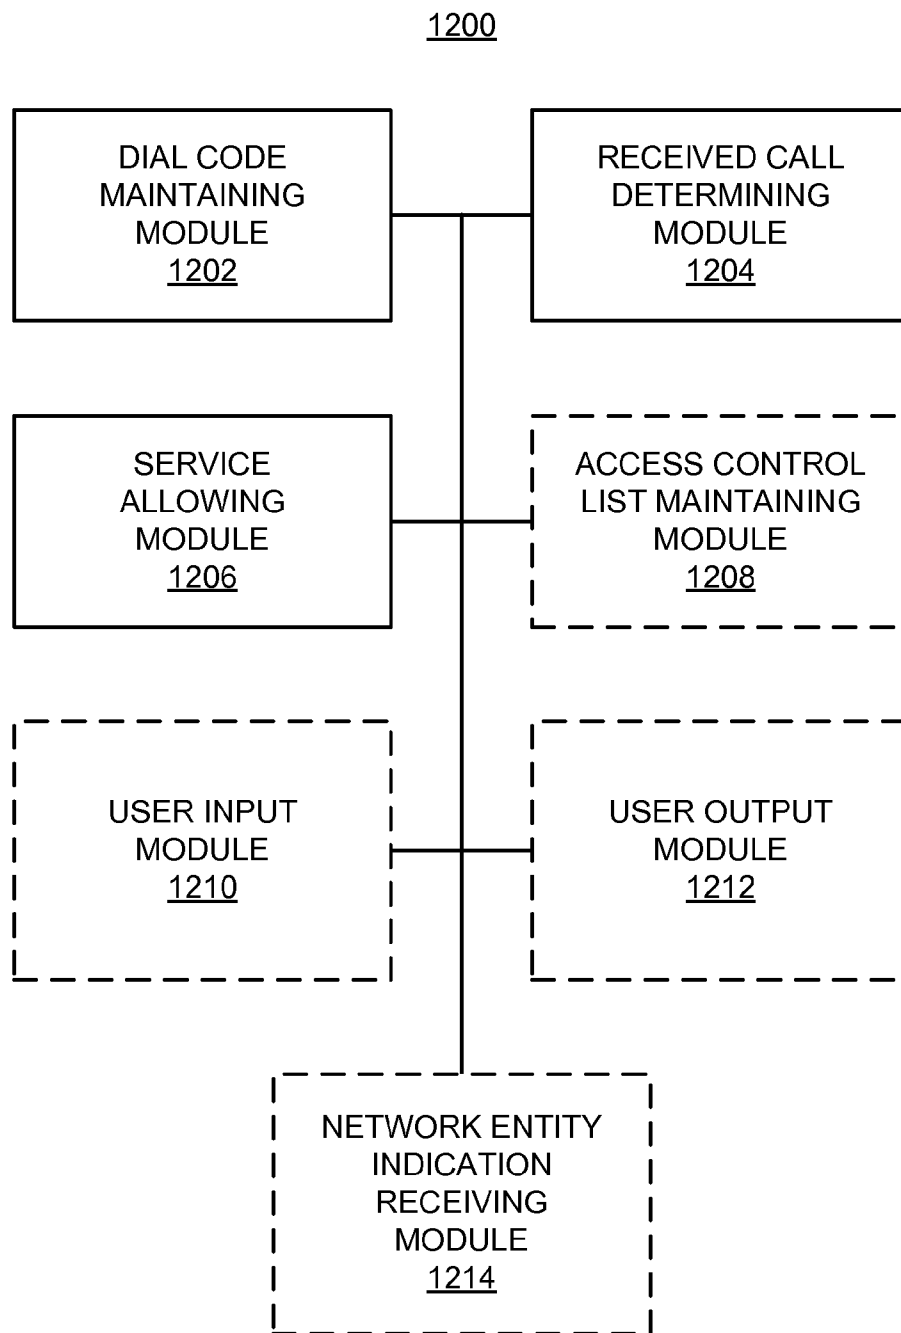 1200
DIAL CODE
MAINTAINING
MODULE
1202
RECEIVED CALL
DETERMINING
MODULE
1204
SERVICE
ALLOWING
MODULE
1206
ACCESS CONTROL
LIST MAINTAINING
MODULE
1208
USER INPUT
MODULE
1210
USER OUTPUT
MODULE
1212
NETWORK ENTITY
INDICATION
RECEIVING
MODULE
1214